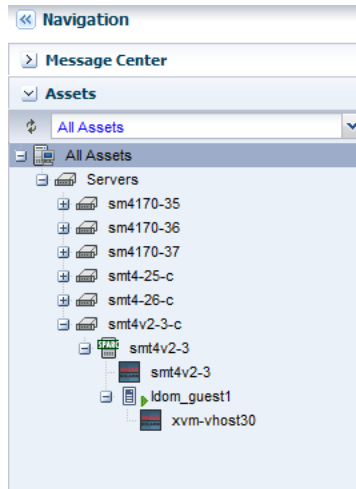 Navigation
Message Center
Assets
All Assets
All Assets
Servers
sm4170-35
sm4170-36
sm4170-37
smt4-25-c
smt4-26-c
smt4v2-3-c
SPARC
smt4v2-3
smt4v2-3
ldom_guest1
xvm-vhost30